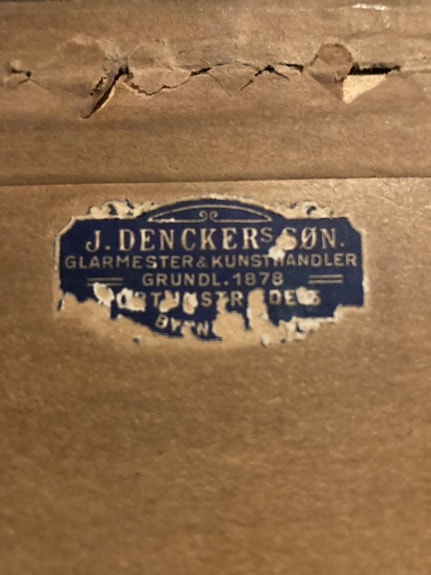 J. DENCKERS SØN.
GLARMESTER & KUNSTHANDLER
GRUNDL. 1878